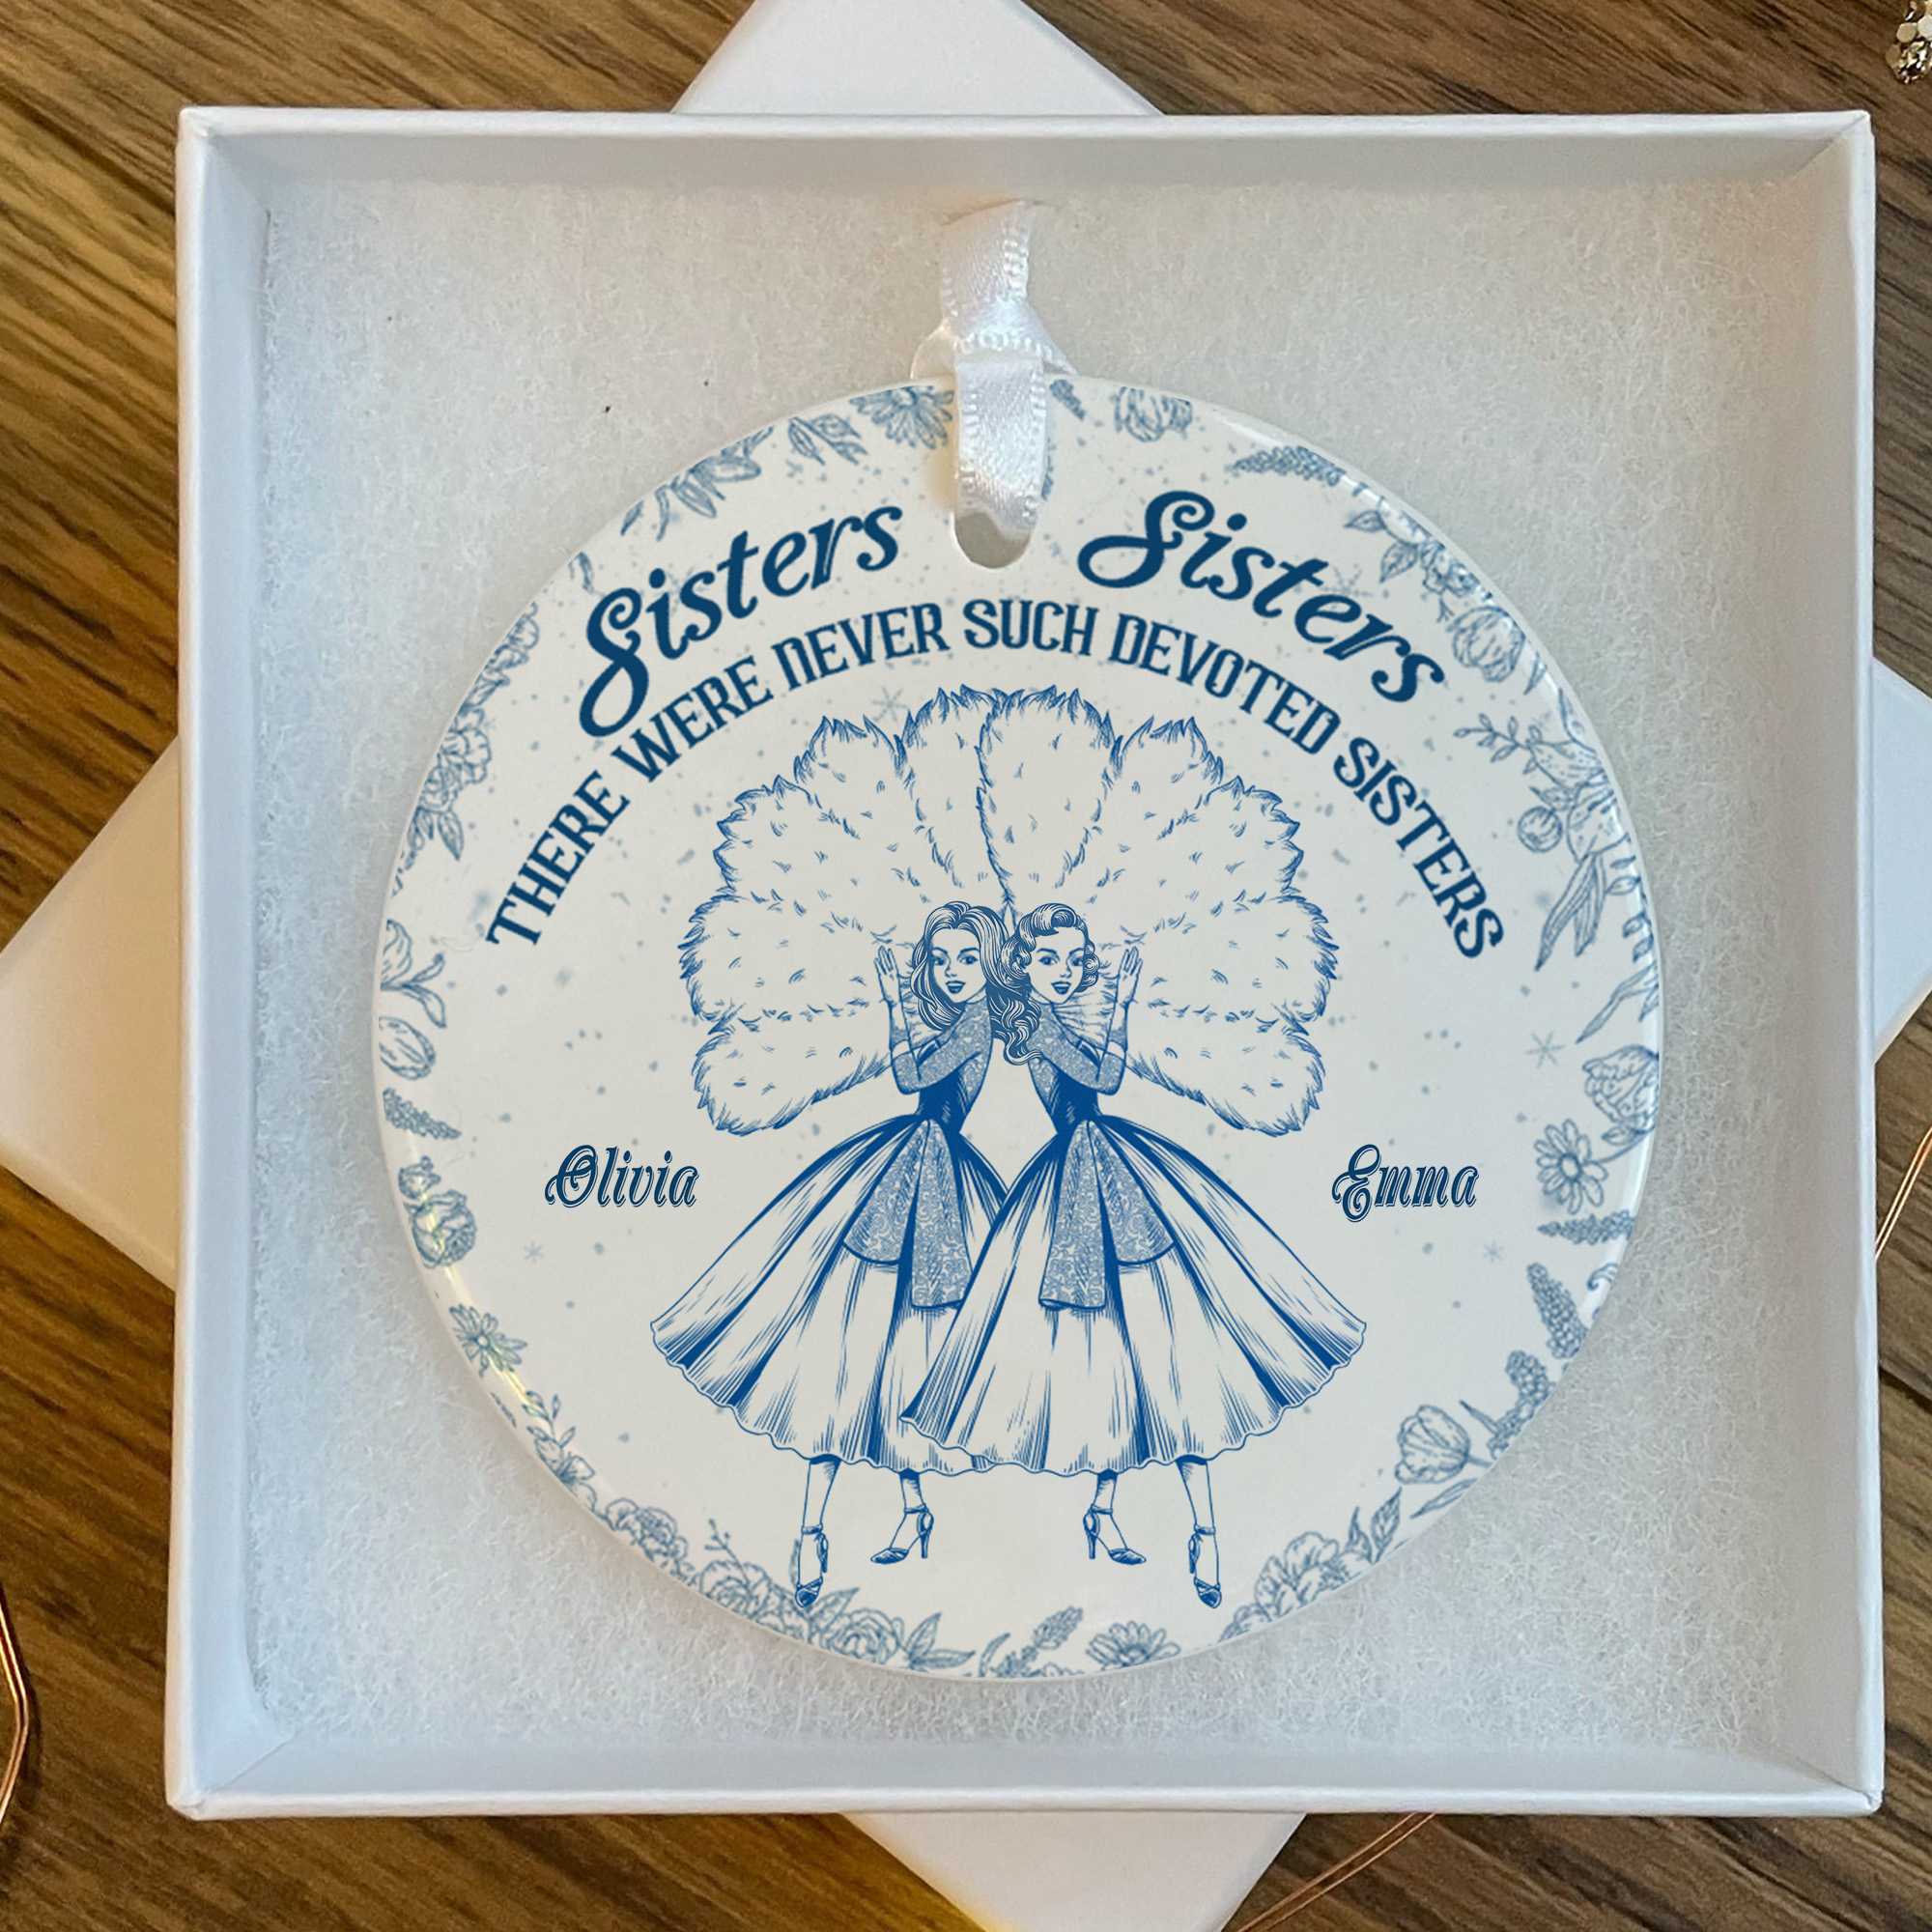 Sisters Sisters
THERE WERE NEVER SUCH DEVOTED SISTERS
Olivia
Emma